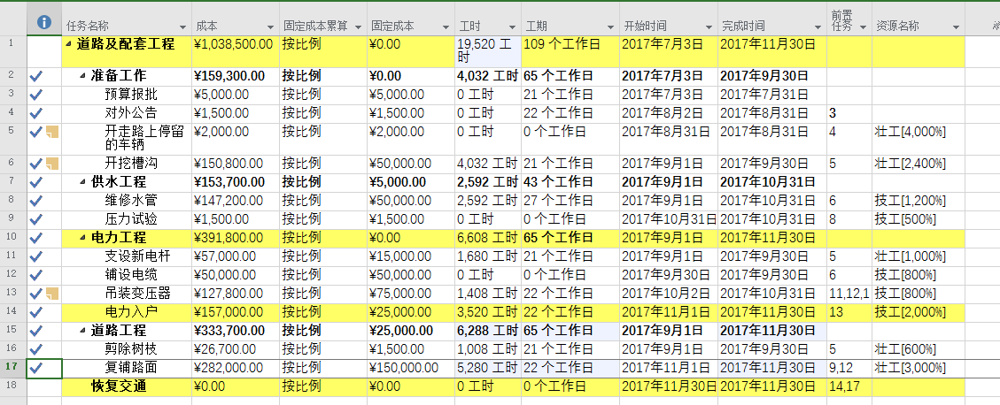 任务名称 成本 固定成本累算 固定成本 工时 工期 开始时间 完成时间 前置任务 资源名称
1 道路及配套工程 ¥1,038,500.00 按比例 ¥0.00 19,520 工时 109 个工作日 2017年7月3日 2017年11月30日
2 准备工作 ¥159,300.00 按比例 ¥0.00 4,032 工时 65 个工作日 2017年7月3日 2017年9月30日
3 预算报批 ¥5,000.00 按比例 ¥5,000.00 0 工时 21 个工作日 2017年7月3日 2017年7月31日
4 对外公告 ¥1,500.00 按比例 ¥1,500.00 0 工时 22 个工作日 2017年8月2日 2017年8月31日 3
5 开走路上停留的车辆 ¥2,000.00 按比例 ¥2,000.00 0 工时 0 个工作日 2017年8月31日 2017年8月31日 4 壮工[4,000%]
6 开挖槽沟 ¥150,800.00 按比例 ¥50,000.00 4,032 工时 21 个工作日 2017年9月1日 2017年9月30日 5 壮工[2,400%]
7 供水工程 ¥153,700.00 按比例 ¥5,000.00 2,592 工时 43 个工作日 2017年9月1日 2017年10月31日
8 维修水管 ¥147,200.00 按比例 ¥50,000.00 2,592 工时 27 个工作日 2017年9月1日 2017年10月31日 6 技工[1,200%]
9 压力试验 ¥1,500.00 按比例 ¥1,500.00 0 工时 0 个工作日 2017年10月31日 2017年10月31日 8 技工[500%]
10 电力工程 ¥391,800.00 按比例 ¥0.00 6,608 工时 65 个工作日 2017年9月1日 2017年11月30日
11 支设新电杆 ¥57,000.00 按比例 ¥15,000.00 1,680 工时 21 个工作日 2017年9月1日 2017年9月30日 5 技工[1,000%]
12 铺设电缆 ¥50,000.00 按比例 ¥50,000.00 0 工时 0 个工作日 2017年9月30日 2017年9月30日 6 技工[800%]
13 吊装变压器 ¥127,800.00 按比例 ¥75,000.00 1,408 工时 22 个工作日 2017年10月2日 2017年10月31日 11,12,1 技工[800%]
14 电力入户 ¥157,000.00 按比例 ¥25,000.00 3,520 工时 22 个工作日 2017年11月1日 2017年11月30日 13 技工[2,000%]
15 道路工程 ¥333,700.00 按比例 ¥25,000.00 6,288 工时 65 个工作日 2017年9月1日 2017年11月30日
16 剪除树枝 ¥26,700.00 按比例 ¥1,500.00 1,008 工时 21 个工作日 2017年9月1日 2017年9月30日 5 壮工[600%]
17 复铺路面 ¥282,000.00 按比例 ¥150,000.00 5,280 工时 22 个工作日 2017年11月1日 2017年11月30日 9,12 壮工[3,000%]
18 恢复交通 ¥0.00 按比例 ¥0.00 0 工时 0 个工作日 2017年11月30日 2017年11月30日 14,17